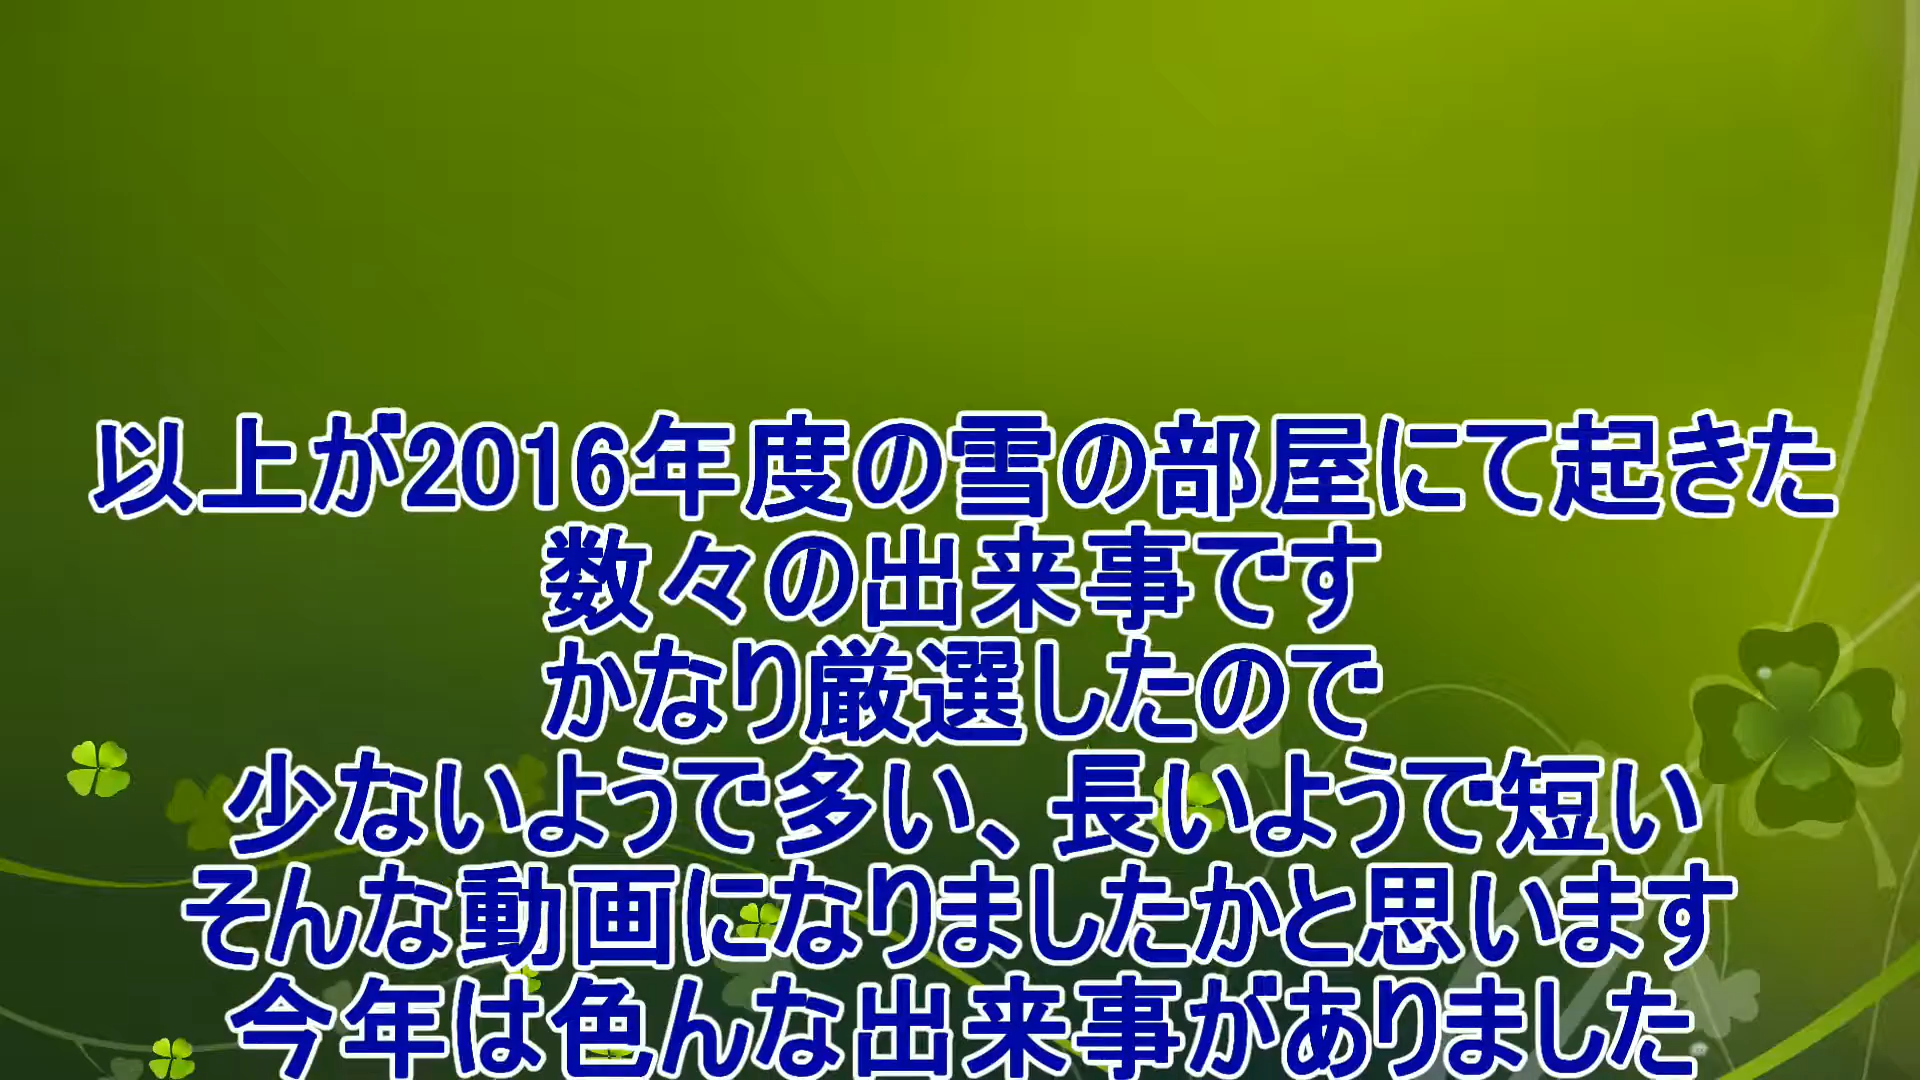 以上が2016年度の雪の部屋にて起きた
数々の出来事です
かなり厳選したので
少ないようで多い、長いようで短い
そんな動画になりましたかと思います
今年は色んな出来事がありました